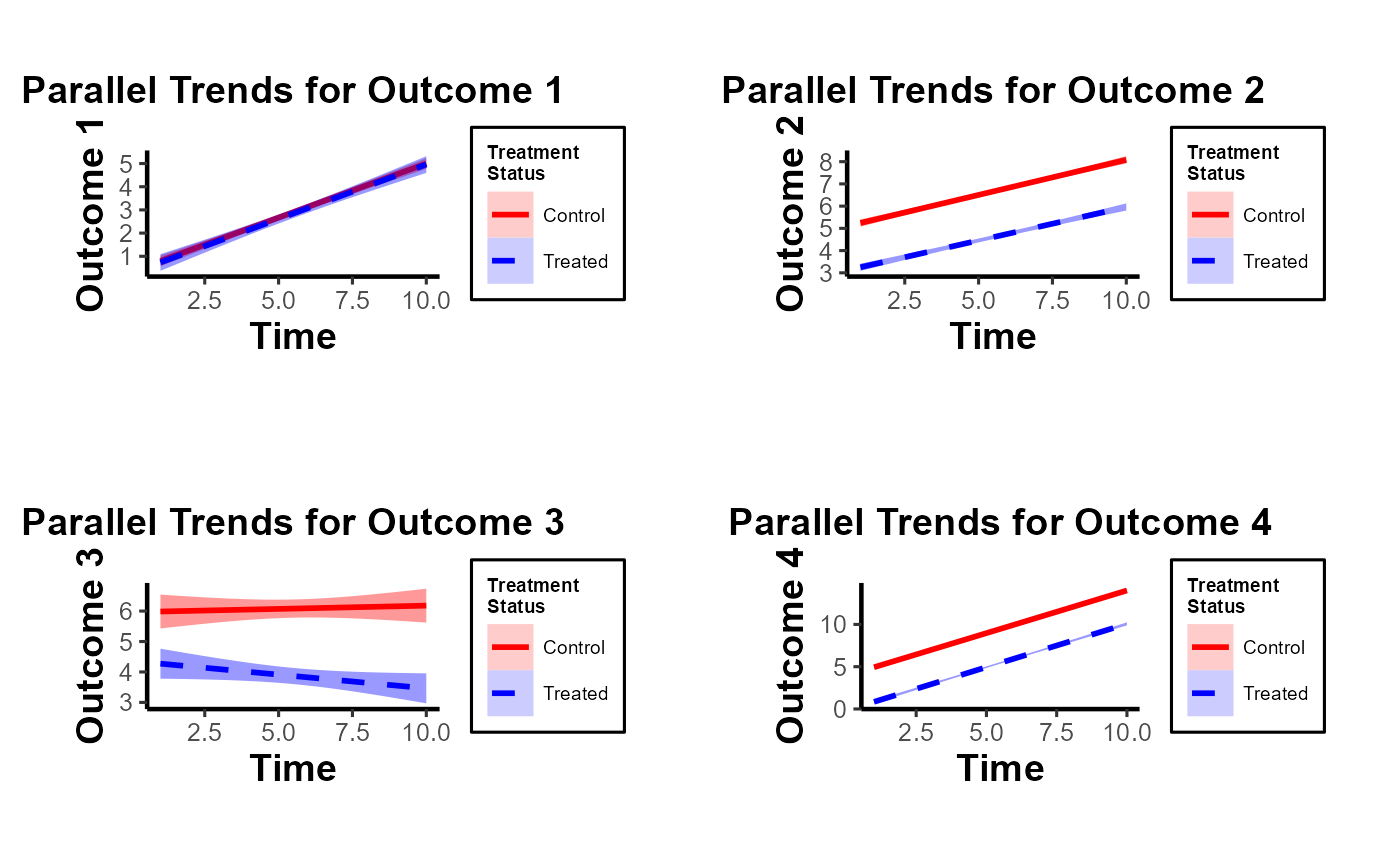 Parallel Trends for Outcome 1
Outcome 1
5
4
3
2
1
2.5 5.0 7.5 10.0
Time
Treatment
Status
Control
Treated
Parallel Trends for Outcome 2
Outcome 2
8
7
6
5
4
3
2.5 5.0 7.5 10.0
Time
Treatment
Status
Control
Treated
Parallel Trends for Outcome 3
Outcome 3
6
5
4
3
2.5 5.0 7.5 10.0
Time
Treatment
Status
Control
Treated
Parallel Trends for Outcome 4
Outcome 4
10
5
0
2.5 5.0 7.5 10.0
Time
Treatment
Status
Control
Treated